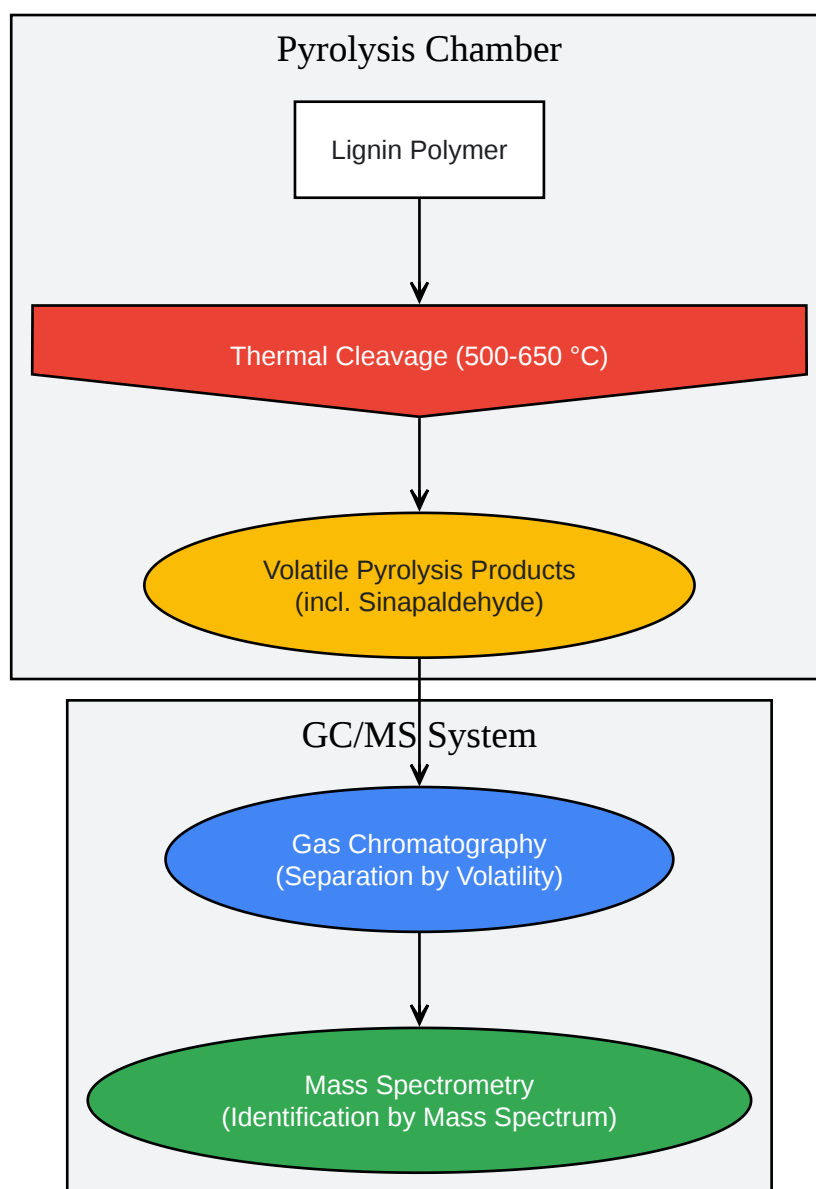 Pyrolysis Chamber
Lignin Polymer
Thermal Cleavage (500-650 °C)
Volatile Pyrolysis Products
(incl. Sinapaldehyde)
GC/MS System
Gas Chromatography
(Separation by Volatility)
Mass Spectrometry
(Identification by Mass Spectrum)